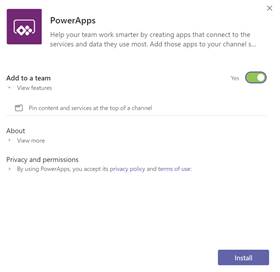 PowerApps
Help your team work smarter by creating apps that connect to the
services and data they use most. Add those apps to your channel s...
Add to a team
Yes
View features
Pin content and services at the top of a channel
About
View more
Privacy and permissions
By using PowerApps, you accept its privacy policy and terms of use.
Install